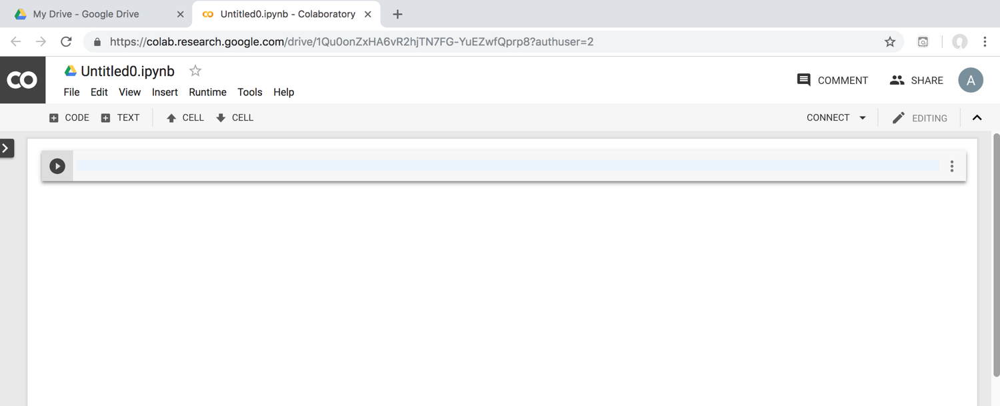 My Drive - Google Drive
Untitled0.ipynb - Colaboratory
https://colab.research.google.com/drive/1Qu0onZxHA6vR2hjTN7FG-YuEZwfQprp8?authuser=2
CO Untitled0.ipynb
File Edit View Insert Runtime Tools Help
COMMENT SHARE A
CODE TEXT CELL CELL CONNECT EDITING